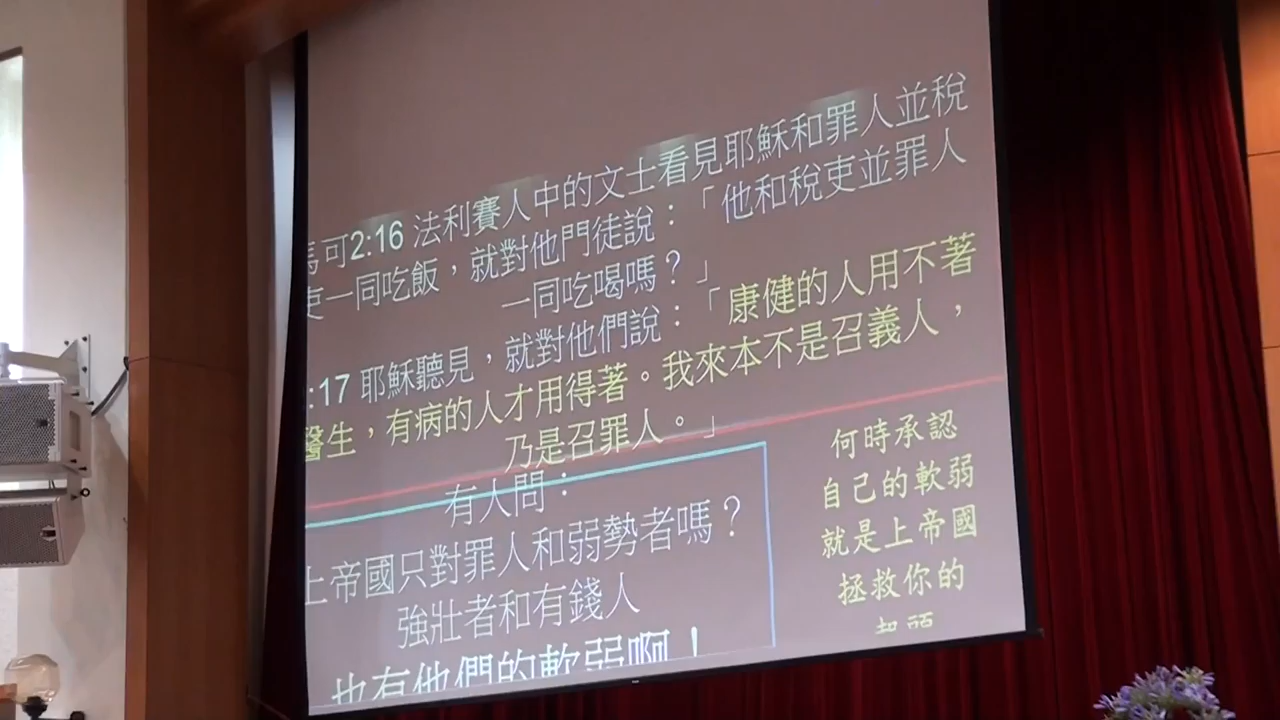 馬可2:16 法利賽人中的文士看見耶穌和罪人並稅
吏一同吃飯，就對他門徒說：「他和稅吏並罪人
一同吃喝嗎？」
:17 耶穌聽見，就對他們說：「康健的人用不著
醫生，有病的人才用得著。我來本不是召義人，
乃是召罪人。」
有人問：
上帝國只對罪人和弱勢者嗎？
強壯者和有錢人
也有他們的軟弱啊！
何時承認
自己的軟弱
就是上帝國
拯救你的